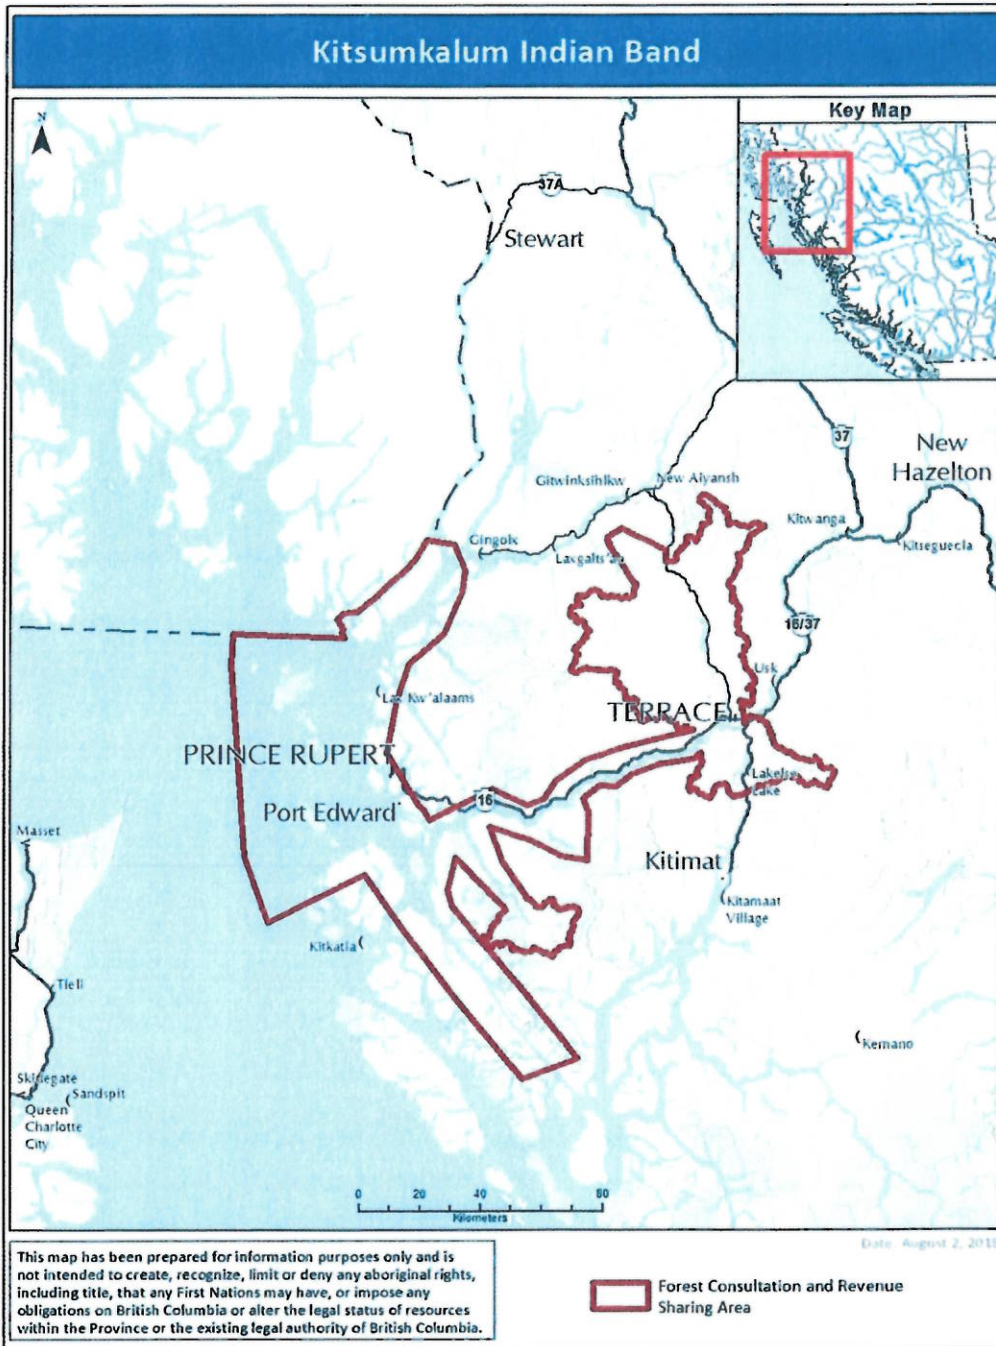 Kitsumkalum Indian Band
N
Key Map
37A
Stewart
37
New
Hazelton
Gitwinksihlkw
New Aiyansh
Kitwanga
Kitseguecla
Gingolx
Laxgalts'ap
16/37
Usk
Lax Kw'alaams
TERRACE
PRINCE RUPERT
Lakelse
Lake
16
Port Edward
Masset
Kitimat
Kitamaat
Village
Kitkatla
Tlell
Kemano
Skidegate
Sandspit
Queen
Charlotte
City
0 20 40 80
Kilometers
Date: August 2, 2018
This map has been prepared for information purposes only and is
not intended to create, recognize, limit or deny any aboriginal rights,
including title, that any First Nations may have, or impose any
obligations on British Columbia or alter the legal status of resources
within the Province or the existing legal authority of British Columbia.
Forest Consultation and Revenue
Sharing Area